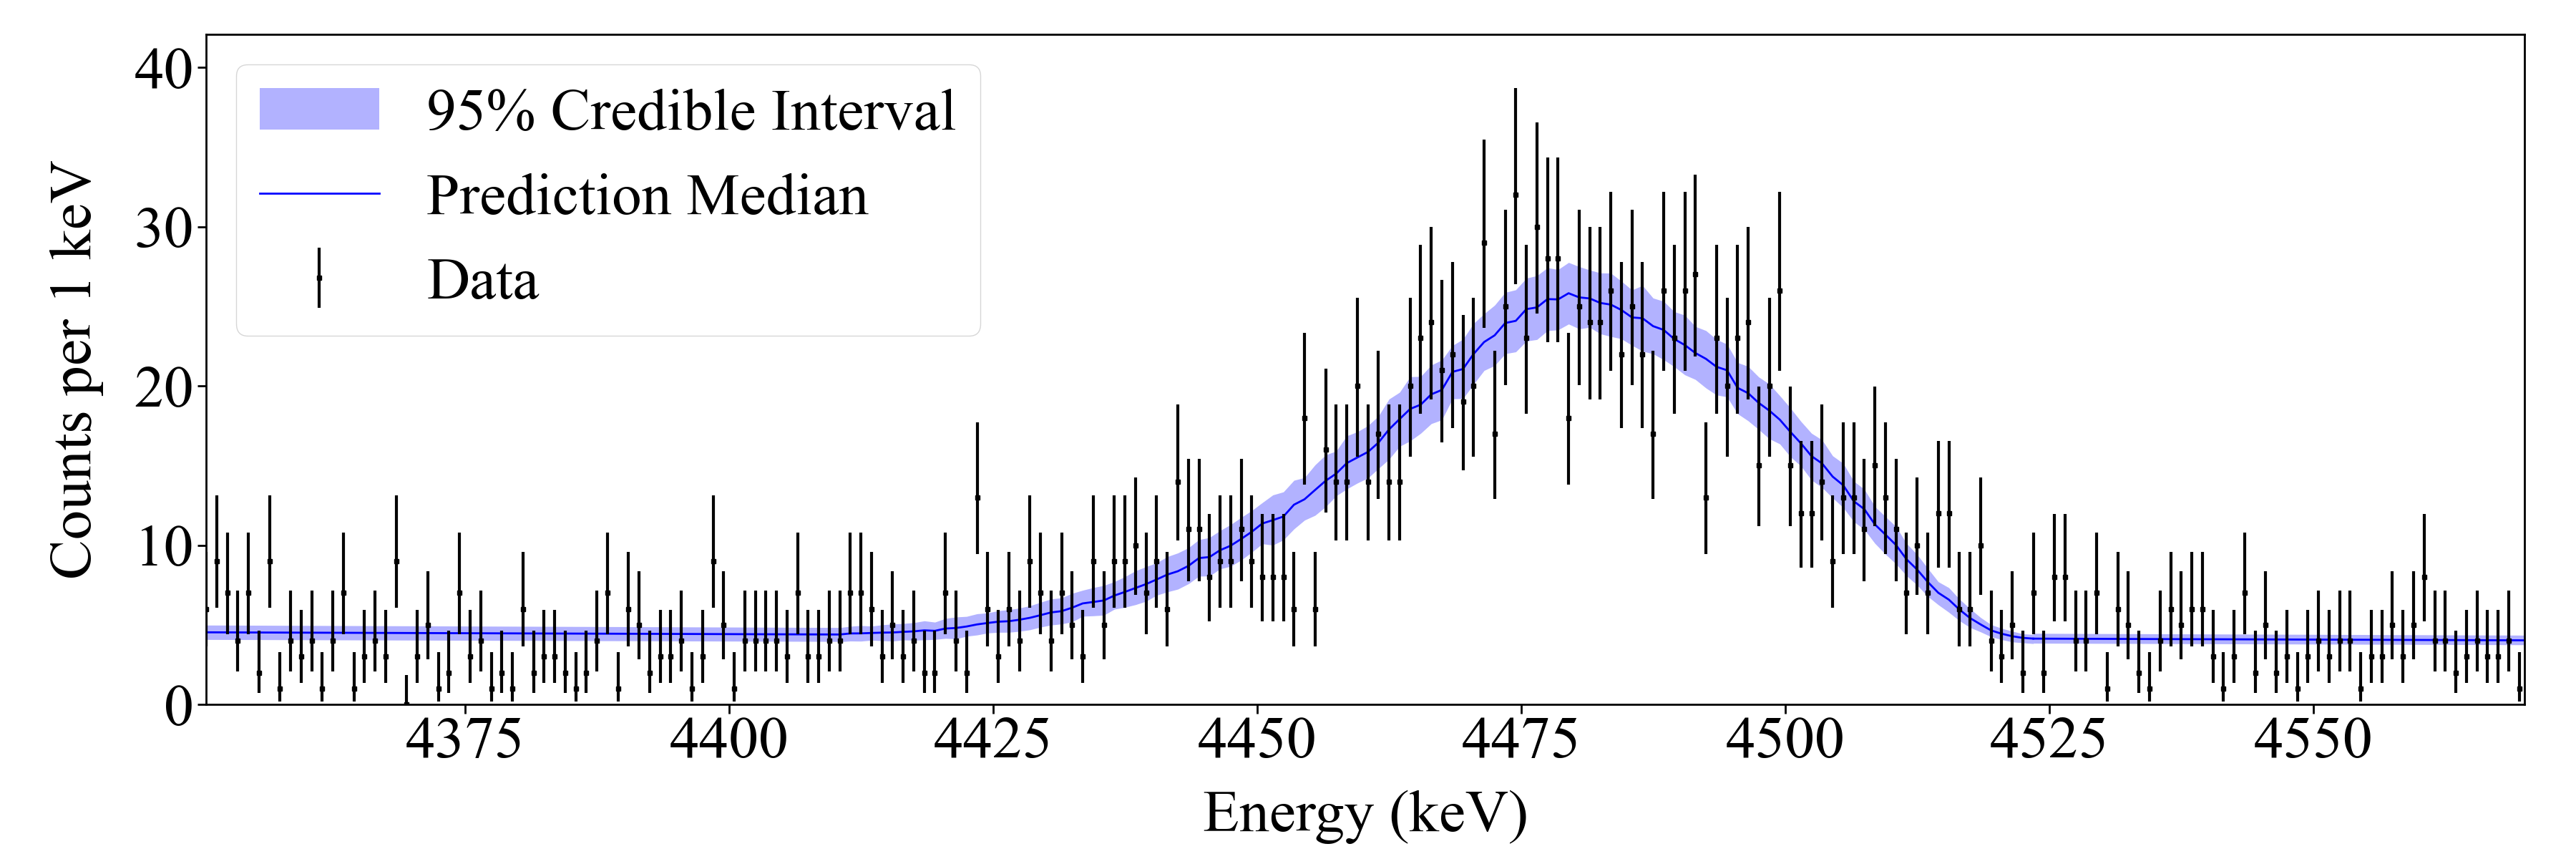 40
30
20
10
0
Counts per 1 keV
95% Credible Interval
Prediction Median
Data
4375 4400 4425 4450 4475 4500 4525 4550
Energy (keV)